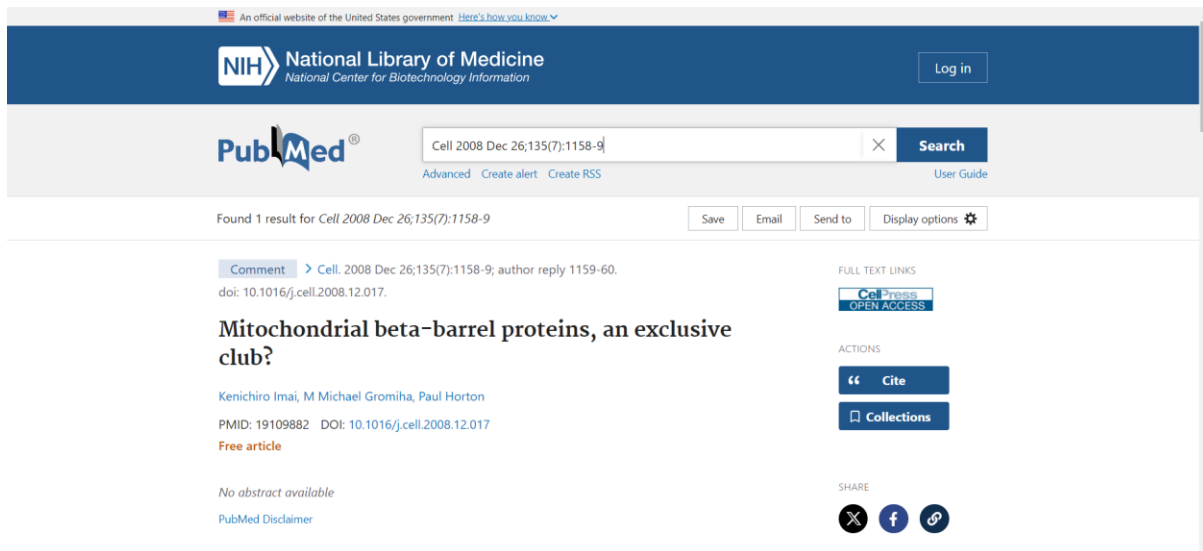 An official website of the United States government Here's how you know
NIH National Library of Medicine
National Center for Biotechnology Information
Log in
PubMed®
Cell 2008 Dec 26;135(7):1158-9
Search
Advanced Create alert Create RSS
User Guide
Found 1 result for Cell 2008 Dec 26;135(7):1158-9
Save
Email
Send to
Display options
Comment
Cell. 2008 Dec 26;135(7):1158-9; author reply 1159-60.
doi: 10.1016/j.cell.2008.12.017.
Mitochondrial beta-barrel proteins, an exclusive
club?
Kenichiro Imai, M Michael Gromiha, Paul Horton
PMID: 19109882 DOI: 10.1016/j.cell.2008.12.017
Free article
No abstract available
PubMed Disclaimer
FULL TEXT LINKS
CellPress
OPEN ACCESS
ACTIONS
Cite
Collections
SHARE